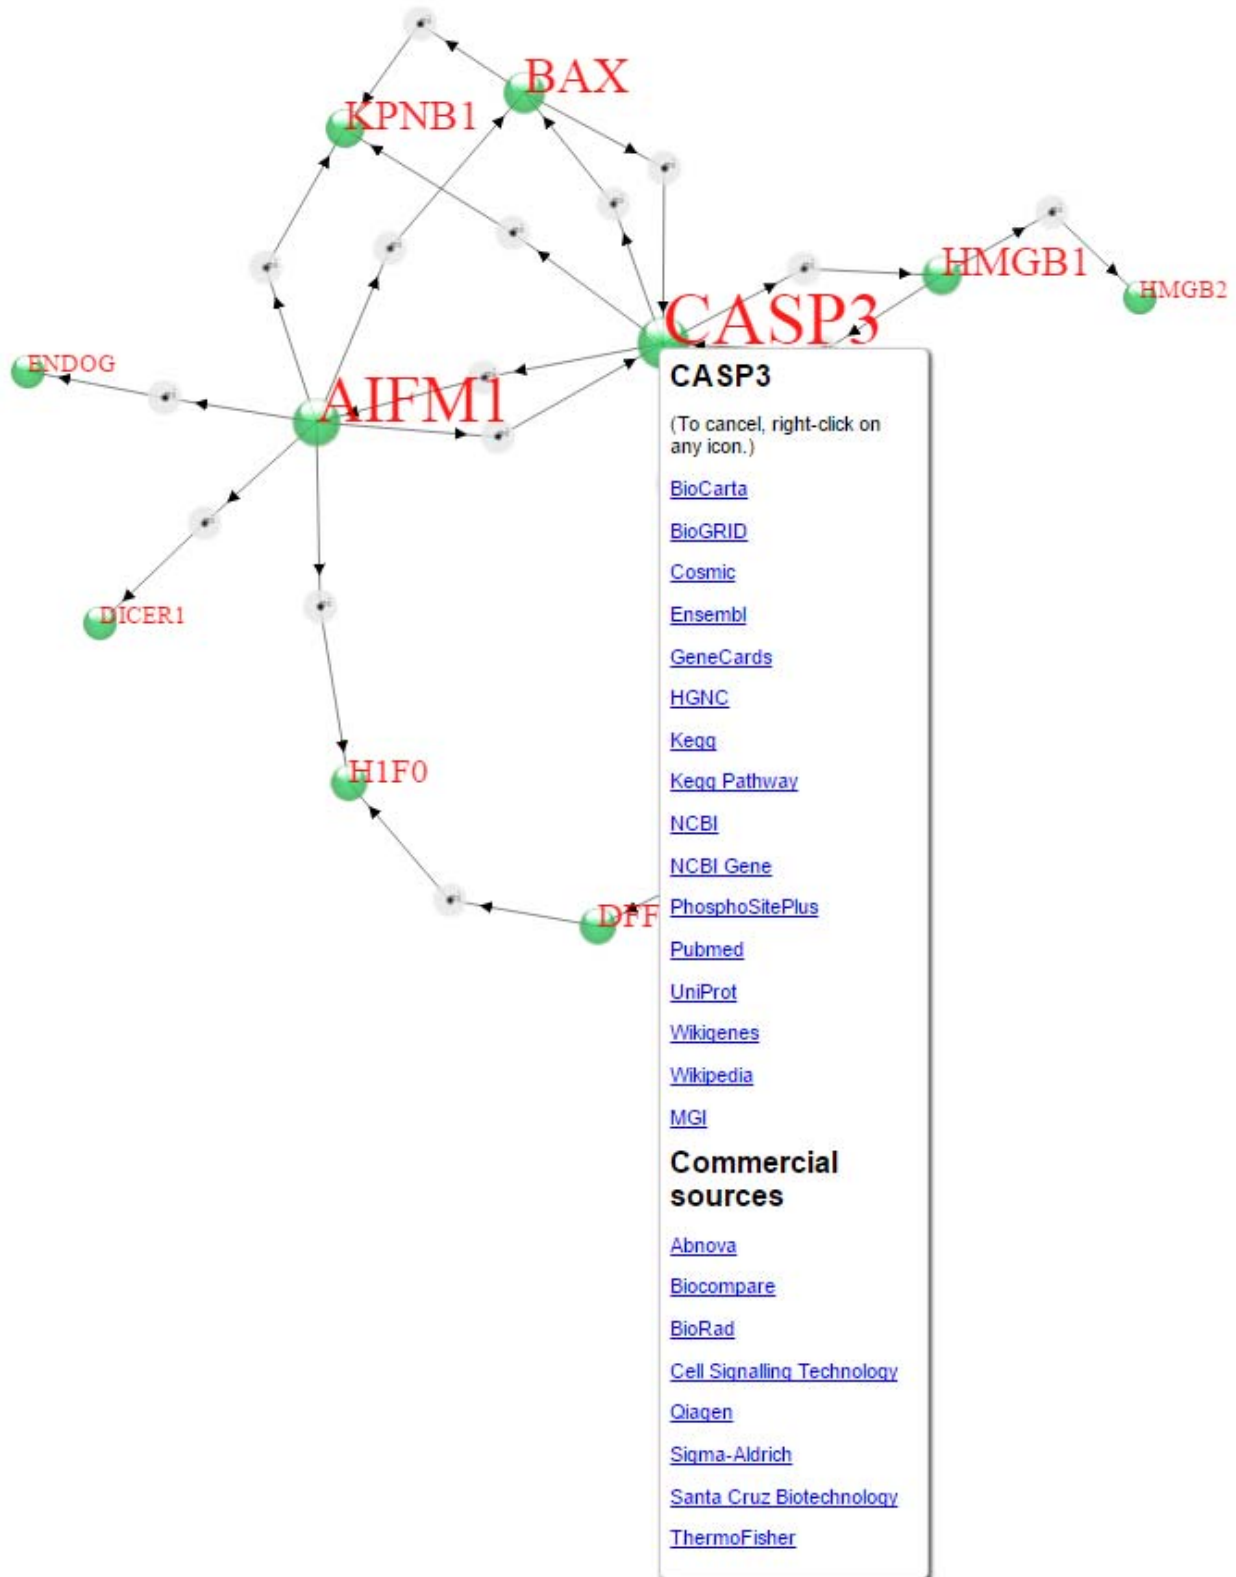 BAX
KPNB1
HMGB1
HMGB2
CASP3
ENDOG
AIFM1
DICER1
H1F0
DFF
CASP3
(To cancel, right-click on
any icon.)
BioCarta
BioGRID
Cosmic
Ensembl
GeneCards
HGNC
Kegg
Kegg Pathway
NCBI
NCBI Gene
PhosphoSitePlus
Pubmed
UniProt
Wikigenes
Wikipedia
MGI
Commercial
sources
Abnova
Biocompare
BioRad
Cell Signalling Technology
Qiagen
Sigma-Aldrich
Santa Cruz Biotechnology
ThermoFisher